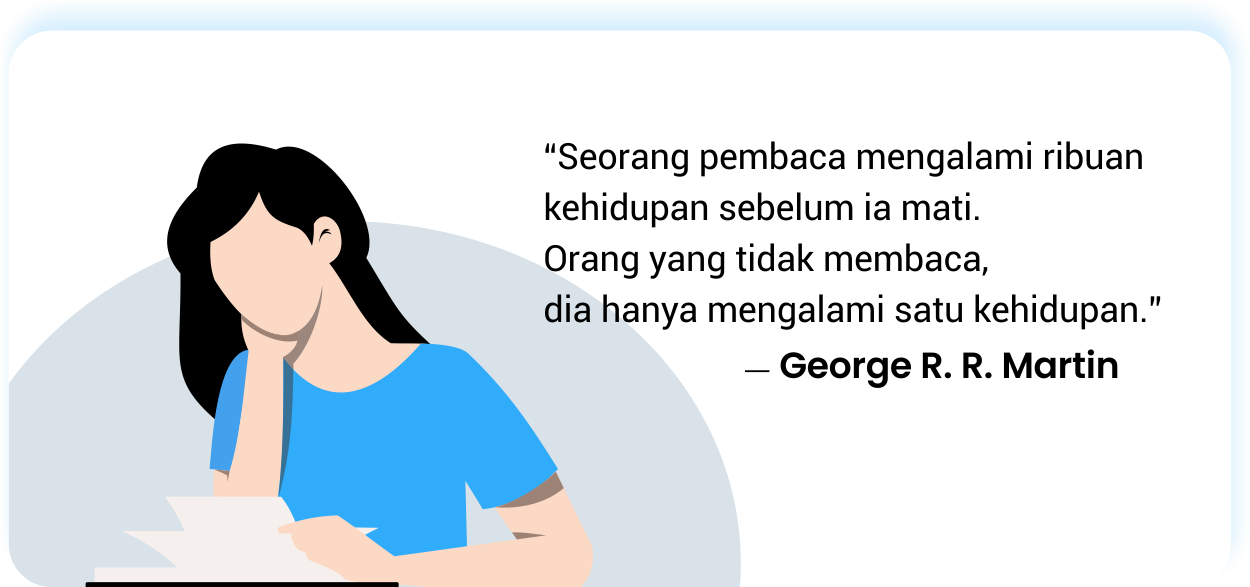 “Seorang pembaca mengalami ribuan
kehidupan sebelum ia mati.
Orang yang tidak membaca,
dia hanya mengalami satu kehidupan.”
— George R. R. Martin